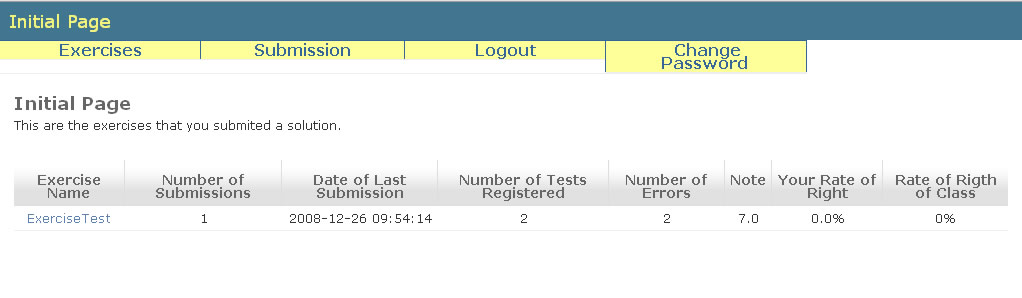 Initial Page
Exercises Submission Logout Change
Password
Initial Page
This are the exercises that you submited a solution.
Exercise Number of Date of Last Number of Tests Number of Note Your Rate of Rate of Rigth
Name Submissions Submission Registered Errors Right of Class
ExerciseTest 1 2008-12-26 09:54:14 2 2 7.0 0.0% 0%